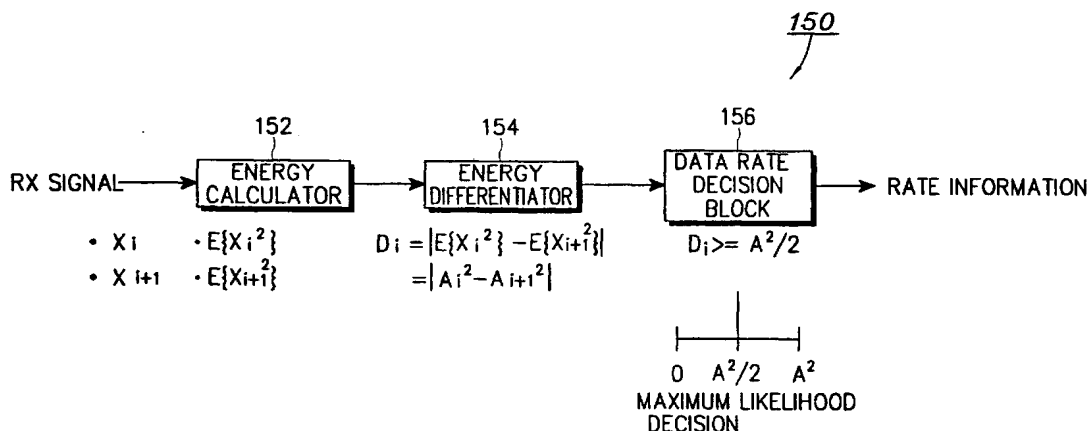 150
152
154
156
RX SIGNAL
ENERGY
CALCULATOR
ENERGY
DIFFERENTIATOR
DATA RATE
DECISION
BLOCK
RATE INFORMATION
• Xi
• Xi+1
• E{Xi²}
• E{Xi+1²}
Di = |E{Xi²} −E{Xi+1²}|
=|Ai²−Ai+1²|
Di>= A²/2
0 A²/2 A²
MAXIMUM LIKELIHOOD
DECISION